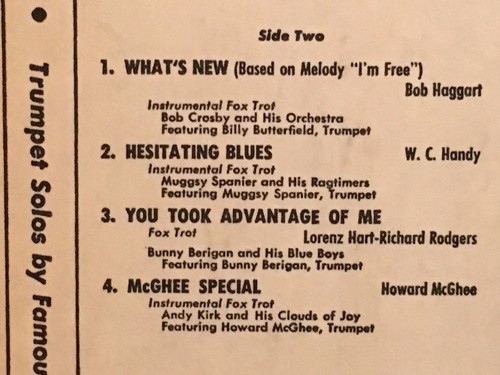 Side Two
1. WHAT'S NEW (Based on Melody "I'm Free")
Bob Haggart
Instrumental Fox Trot
Bob Crosby and His Orchestra
Featuring Billy Butterfield, Trumpet
2. HESITATING BLUES W. C. Handy
Instrumental Fox Trot
Muggsy Spanier and His Ragtimers
Featuring Muggsy Spanier, Trumpet
3. YOU TOOK ADVANTAGE OF ME
Fox Trot Lorenz Hart-Richard Rodgers
Bunny Berigan and His Blue Boys
Featuring Bunny Berigan, Trumpet
4. McGHEE SPECIAL Howard McGhee
Instrumental Fox Trot
Andy Kirk and His Clouds of Joy
Featuring Howard McGhee, Trumpet
• Trumpet Solos by